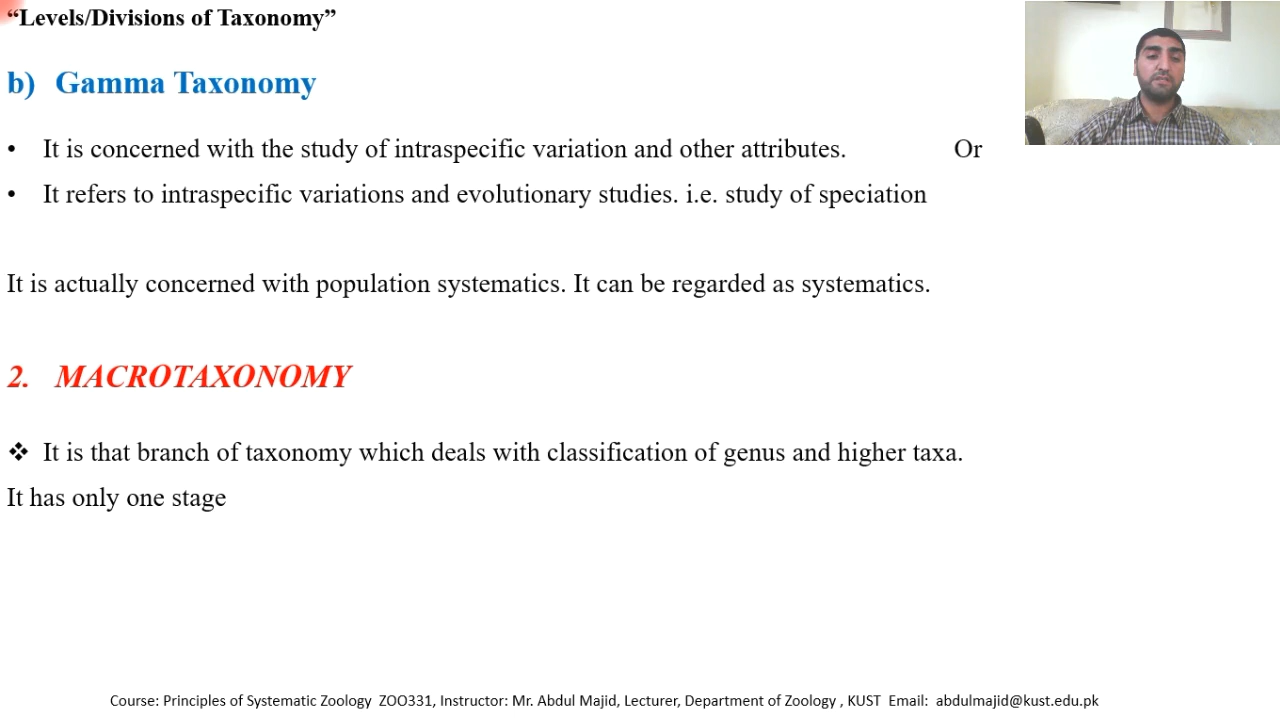 “Levels/Divisions of Taxonomy”
b) Gamma Taxonomy
• It is concerned with the study of intraspecific variation and other attributes. Or
• It refers to intraspecific variations and evolutionary studies. i.e. study of speciation
It is actually concerned with population systematics. It can be regarded as systematics.
2. MACROTAXONOMY
❖ It is that branch of taxonomy which deals with classification of genus and higher taxa.
It has only one stage
Course: Principles of Systematic Zoology ZOO331, Instructor: Mr. Abdul Majid, Lecturer, Department of Zoology , KUST Email: abdulmajid@kust.edu.pk